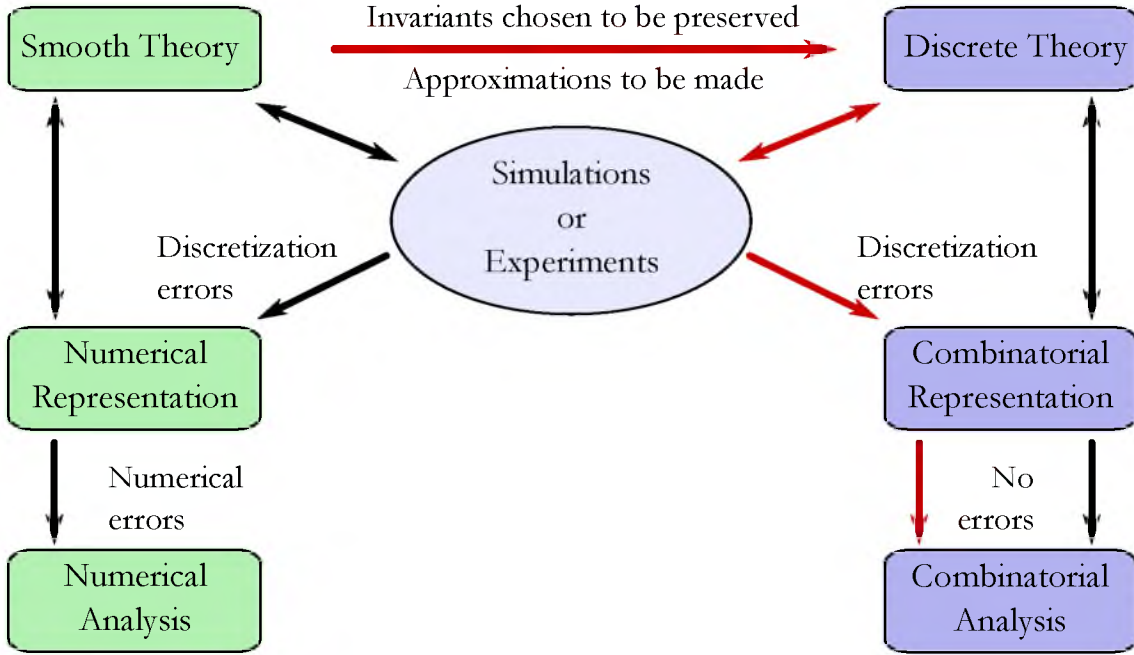 Smooth Theory
Invariants chosen to be preserved
Approximations to be made
Discrete Theory
Simulations
or
Experiments
Discretization
errors
Discretization
errors
Numerical
Representation
Combinatorial
Representation
Numerical
errors
No
errors
Numerical
Analysis
Combinatorial
Analysis